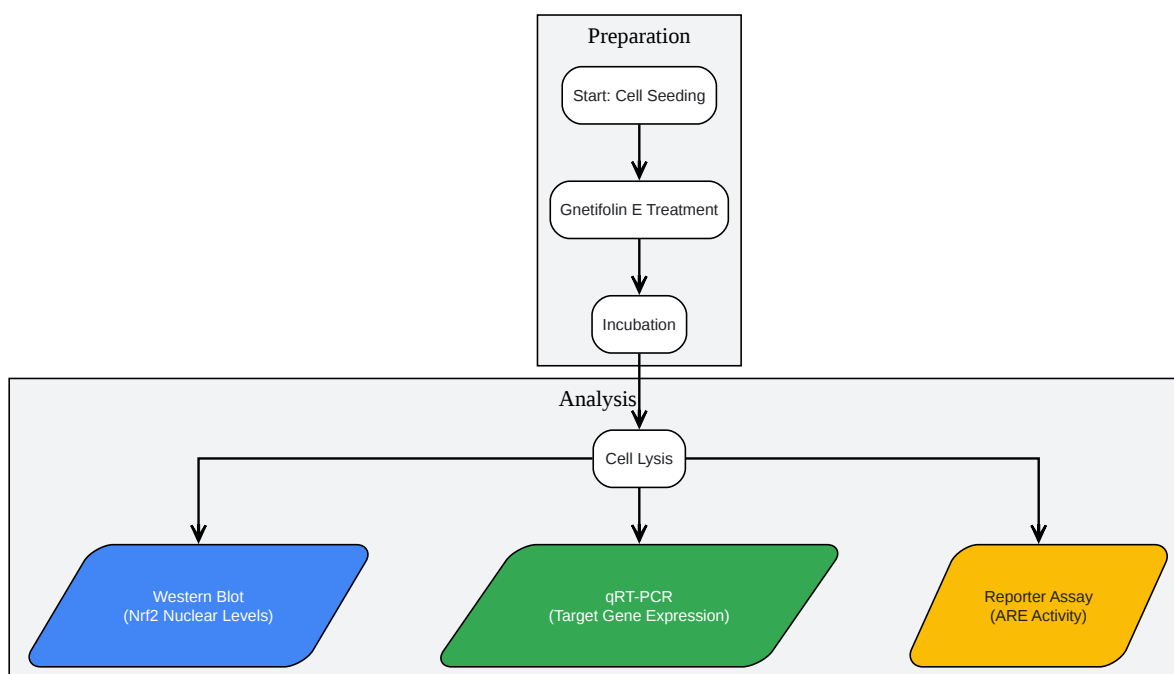 Preparation
Start: Cell Seeding
Gnetifolin E Treatment
Incubation
Analysis
Cell Lysis
Western Blot
(Nrf2 Nuclear Levels)
qRT-PCR
(Target Gene Expression)
Reporter Assay
(ARE Activity)